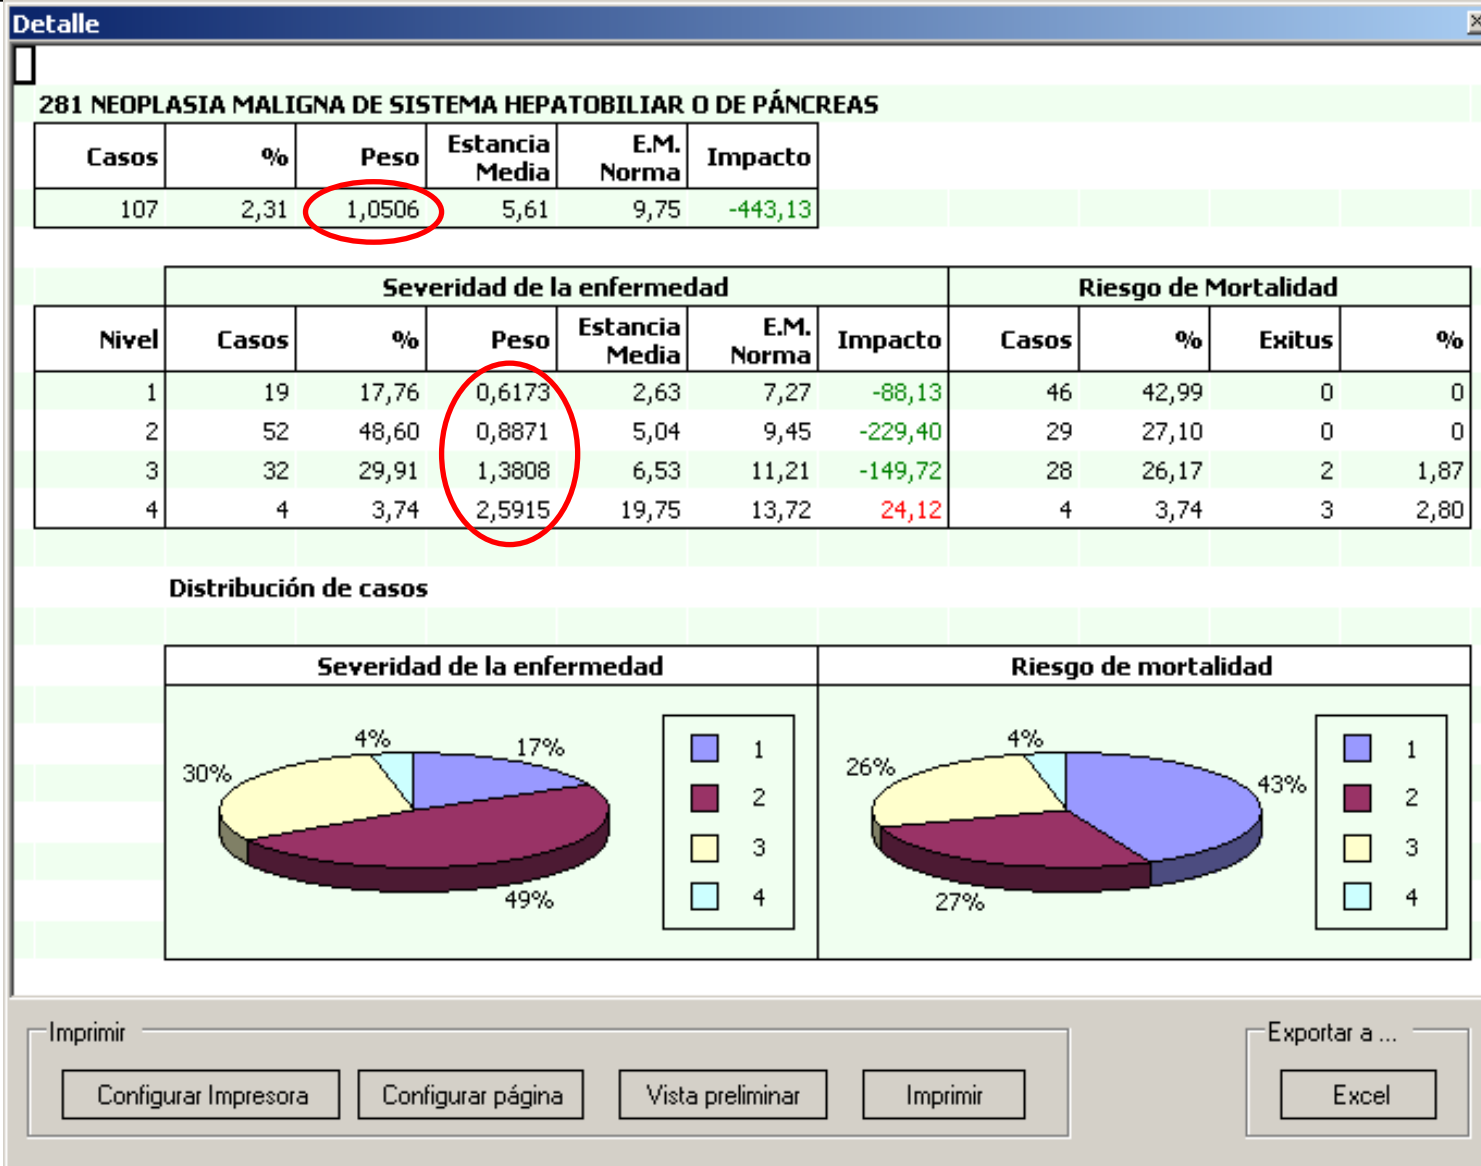 Detalle
281 NEOPLASIA MALIGNA DE SISTEMA HEPATOBILIAR O DE PÁNCREAS
Casos % Peso Estancia Media E.M. Norma Impacto
107 2,31 1,0506 5,61 9,75 -443,13
Severidad de la enfermedad Riesgo de Mortalidad
Nivel Casos % Peso Estancia Media E.M. Norma Impacto Casos % Exitus %
1 19 17,76 0,6173 2,63 7,27 -88,13 46 42,99 0 0
2 52 48,60 0,8871 5,04 9,45 -229,40 29 27,10 0 0
3 32 29,91 1,3808 6,53 11,21 -149,72 28 26,17 2 1,87
4 4 3,74 2,5915 19,75 13,72 24,12 4 3,74 3 2,80
Distribución de casos
Severidad de la enfermedad Riesgo de mortalidad
4% 17% 30% 49%
1
2
3
4
4% 26% 43% 27%
1
2
3
4
Imprimir Exportar a ...
Configurar Impresora Configurar página Vista preliminar Imprimir Excel